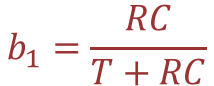 b₁ = RC / (T + RC)